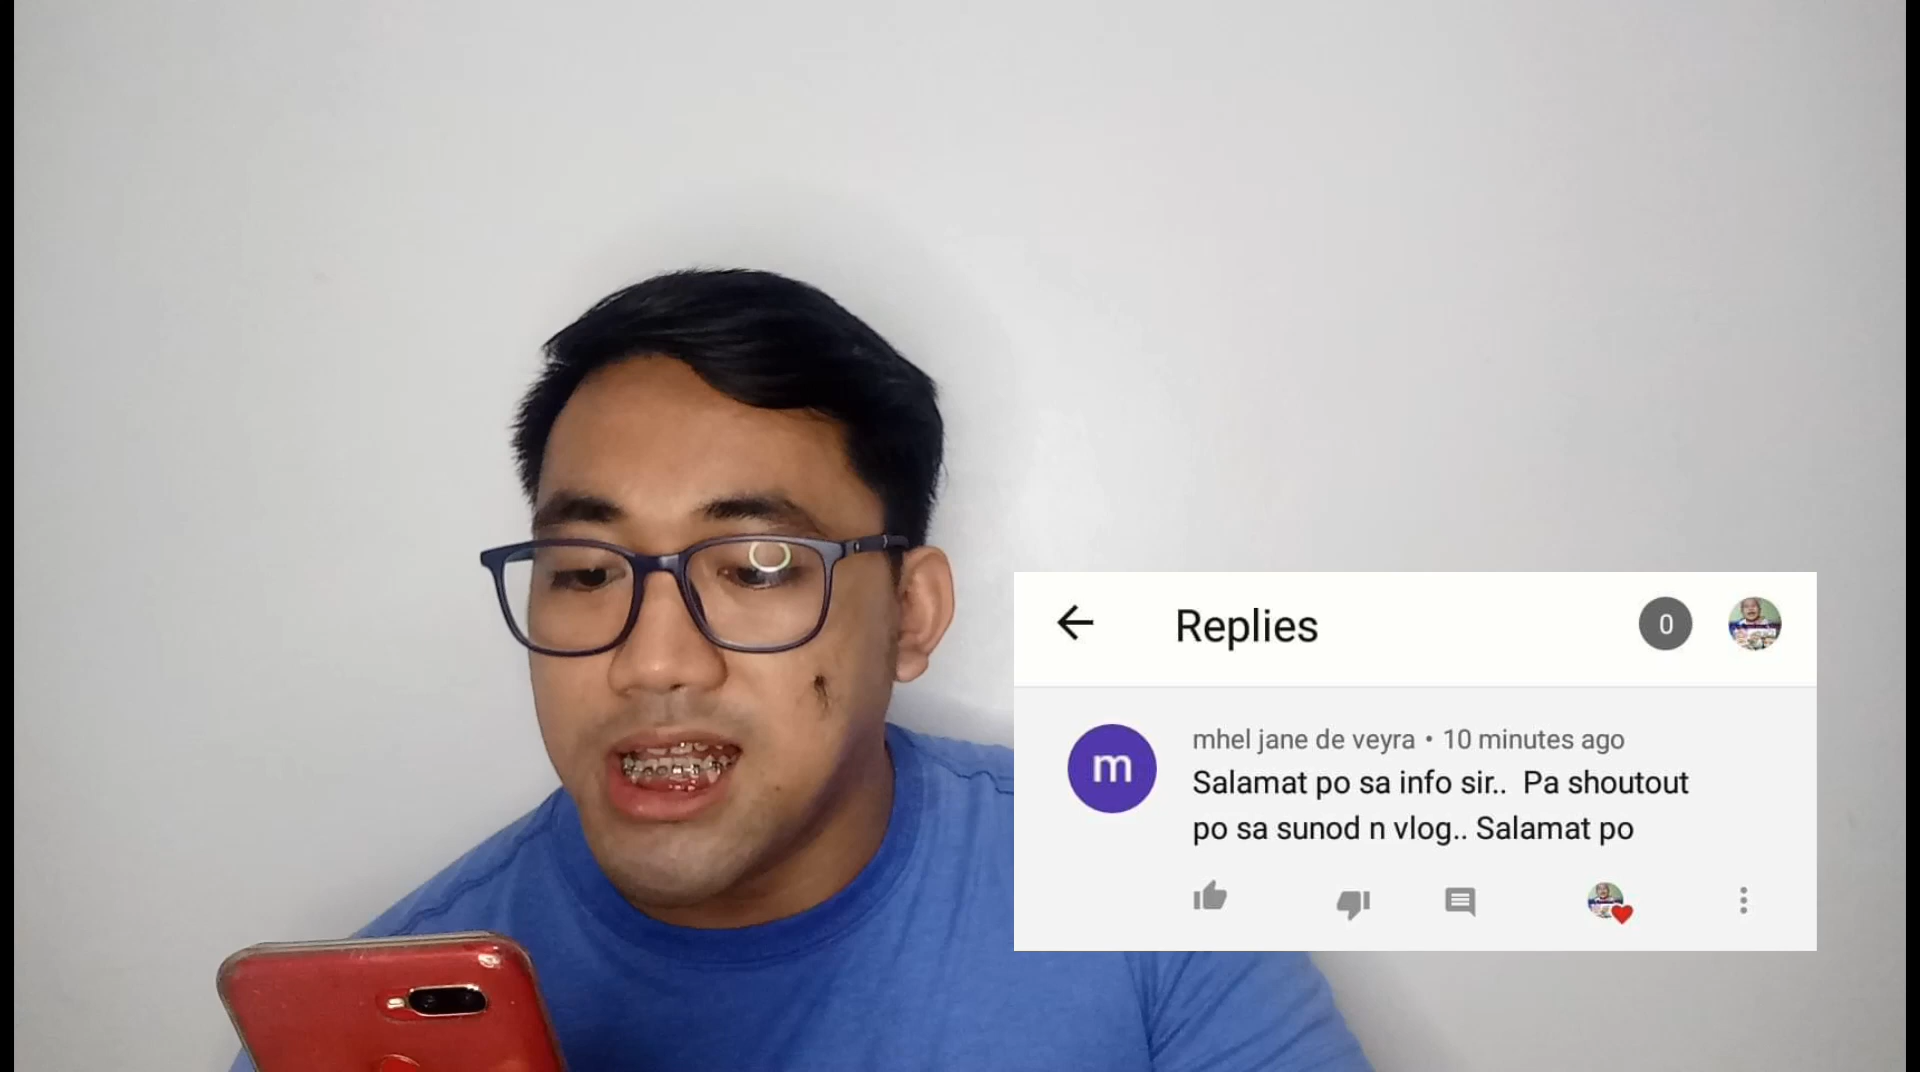 Replies
0
m
mhel jane de veyra • 10 minutes ago
Salamat po sa info sir..  Pa shoutout
po sa sunod n vlog.. Salamat po